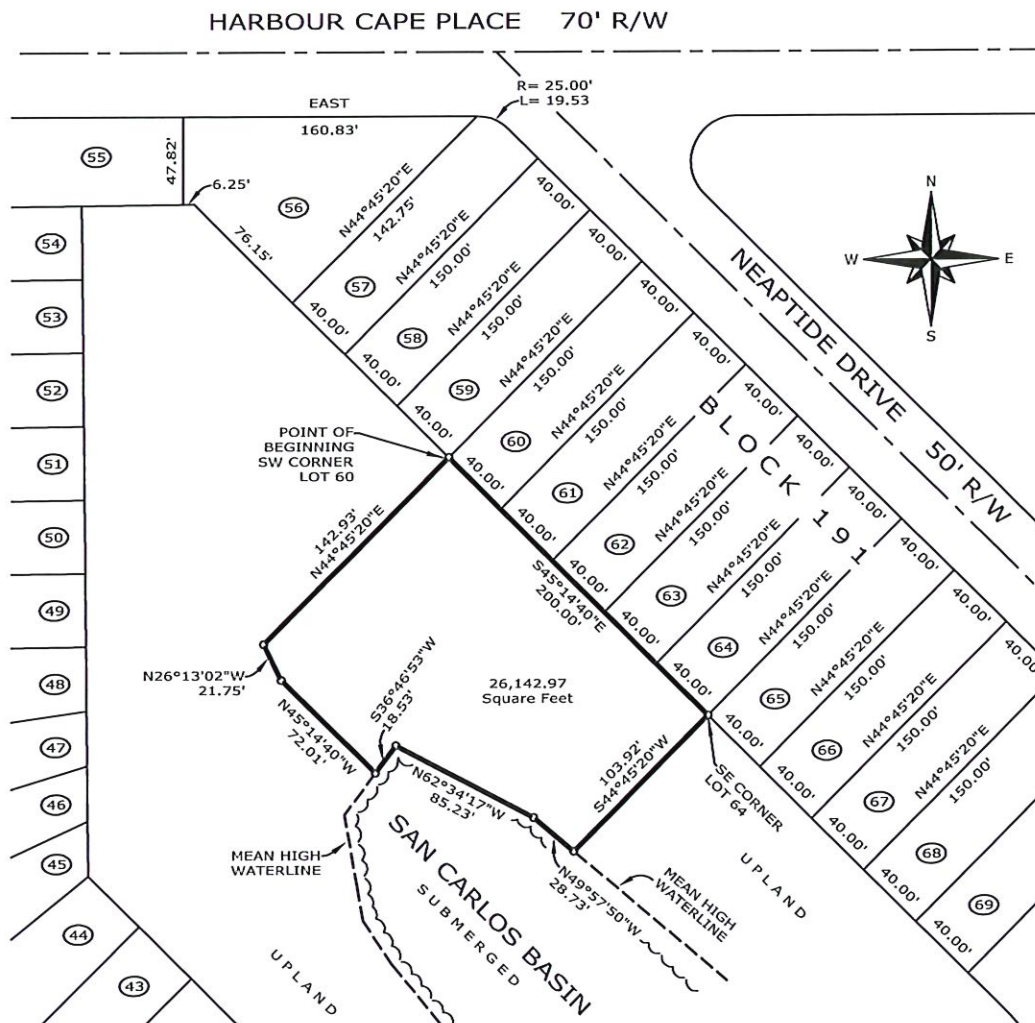 HARBOUR CAPE PLACE 70' R/W
R= 25.00'
L= 19.53
EAST
160.83'
47.82'
55
6.25'
56
76.15'
N44°45'20"E
142.75'
40.00'
57
N44°45'20"E
150.00'
40.00'
40.00'
58
N44°45'20"E
150.00'
40.00'
40.00'
59
N44°45'20"E
150.00'
40.00'
40.00'
60
N44°45'20"E
150.00'
40.00'
40.00'
61
N44°45'20"E
150.00'
40.00'
40.00'
62
N44°45'20"E
150.00'
40.00'
40.00'
63
N44°45'20"E
150.00'
40.00'
40.00'
64
N44°45'20"E
150.00'
40.00'
40.00'
65
N44°45'20"E
150.00'
40.00'
40.00'
66
N44°45'20"E
150.00'
40.00'
40.00'
67
N44°45'20"E
150.00'
40.00'
68
40.00'
69
BLOCK 191
NEAPTIDE DRIVE 50' R/W
N
W
E
S
54
53
52
51
50
49
48
47
46
45
44
43
POINT OF
BEGINNING
SW CORNER
LOT 60
142.93'
N44°45'20"E
S45°14'40"E
200.00'
N26°13'02"W
21.75'
N45°14'40"W
72.01'
S36°46'53"W
18.53'
26,142.97
Square Feet
N62°34'17"W
85.23'
103.92'
S44°45'20"W
SE CORNER
LOT 64
N49°57'50"W
28.73'
MEAN HIGH
WATERLINE
MEAN HIGH
WATERLINE
SAN CARLOS BASIN
SUBMERGED
UPLAND
UPLAND